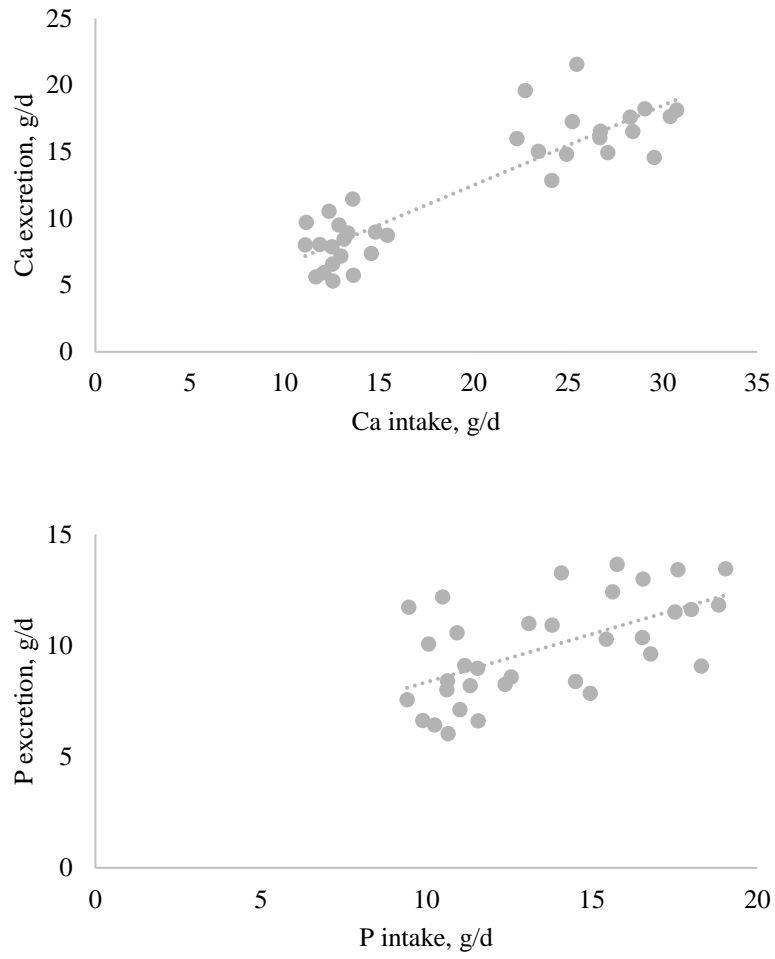 25
20
15
10
5
0
0 5 10 15 20 25 30 35
Ca excretion, g/d
Ca intake, g/d
15
10
5
0
0 5 10 15 20
P excretion, g/d
P intake, g/d